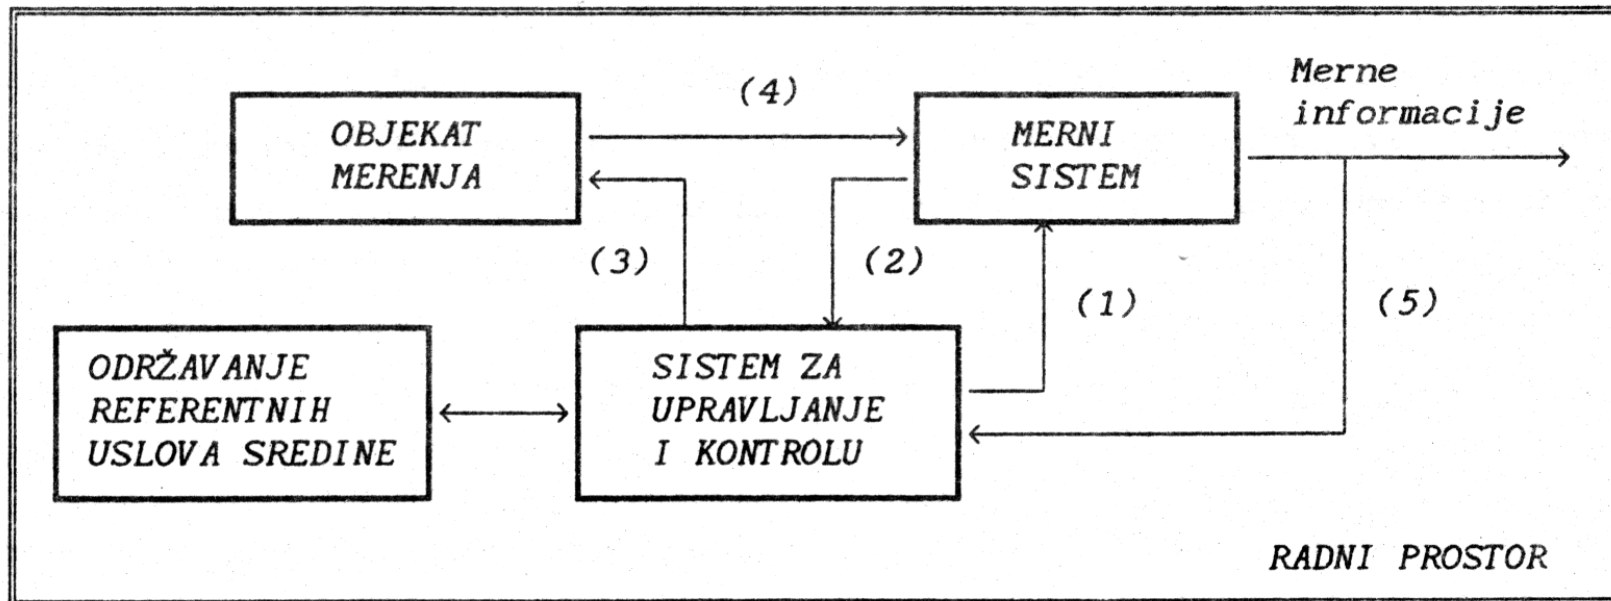 Merne
informacije
(4)
OBJEKAT
MERENJA
MERNI
SISTEM
(3)
(2)
(1)
(5)
ODRŽAVANJE
REFERENTNIH
USLOVA SREDINE
SISTEM ZA
UPRAVLJANJE
I KONTROLU
RADNI PROSTOR